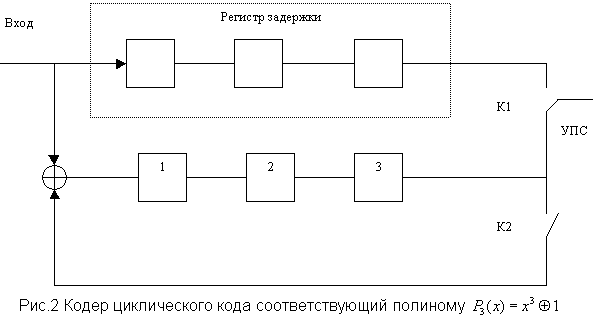 Вход
Регистр задержки
К1
УПС
1
2
3
К2
Рис.2 Кодер циклического кода соответствующий полиному P₃(x) = x³ ⊕ 1